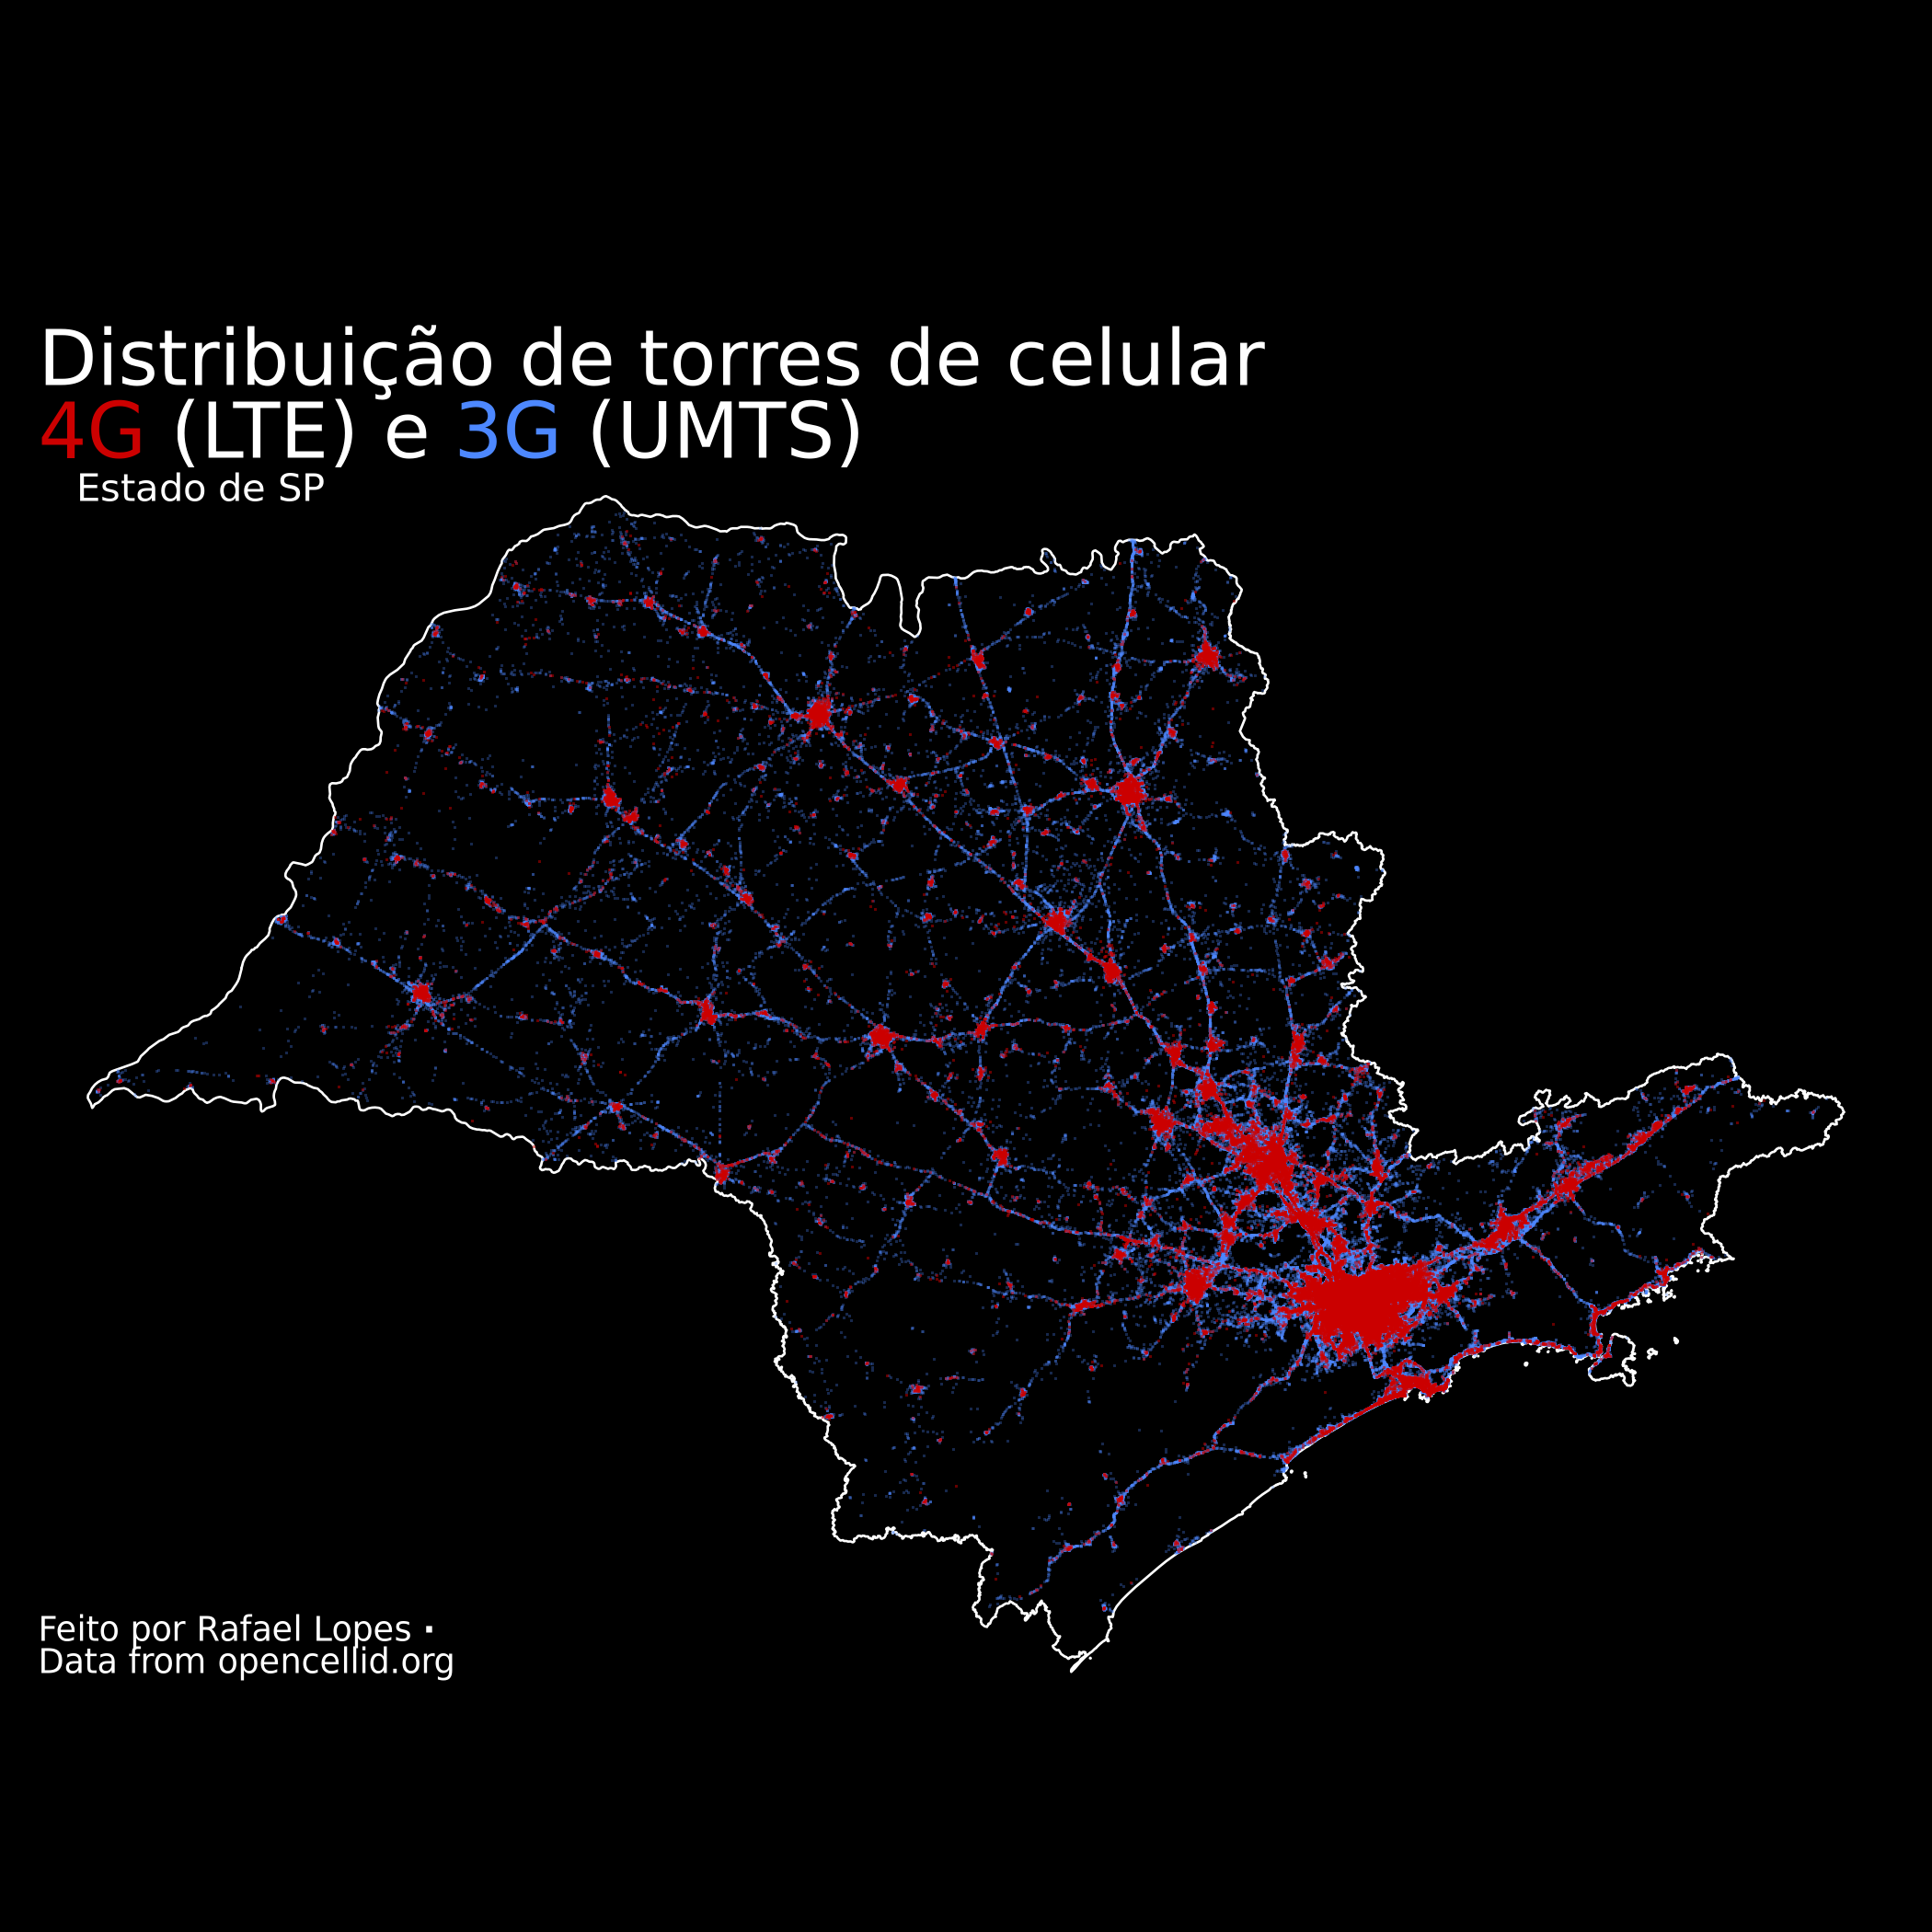 Distribuição de torres de celular
4G (LTE) e 3G (UMTS)
Estado de SP
Feito por Rafael Lopes ·
Data from opencellid.org